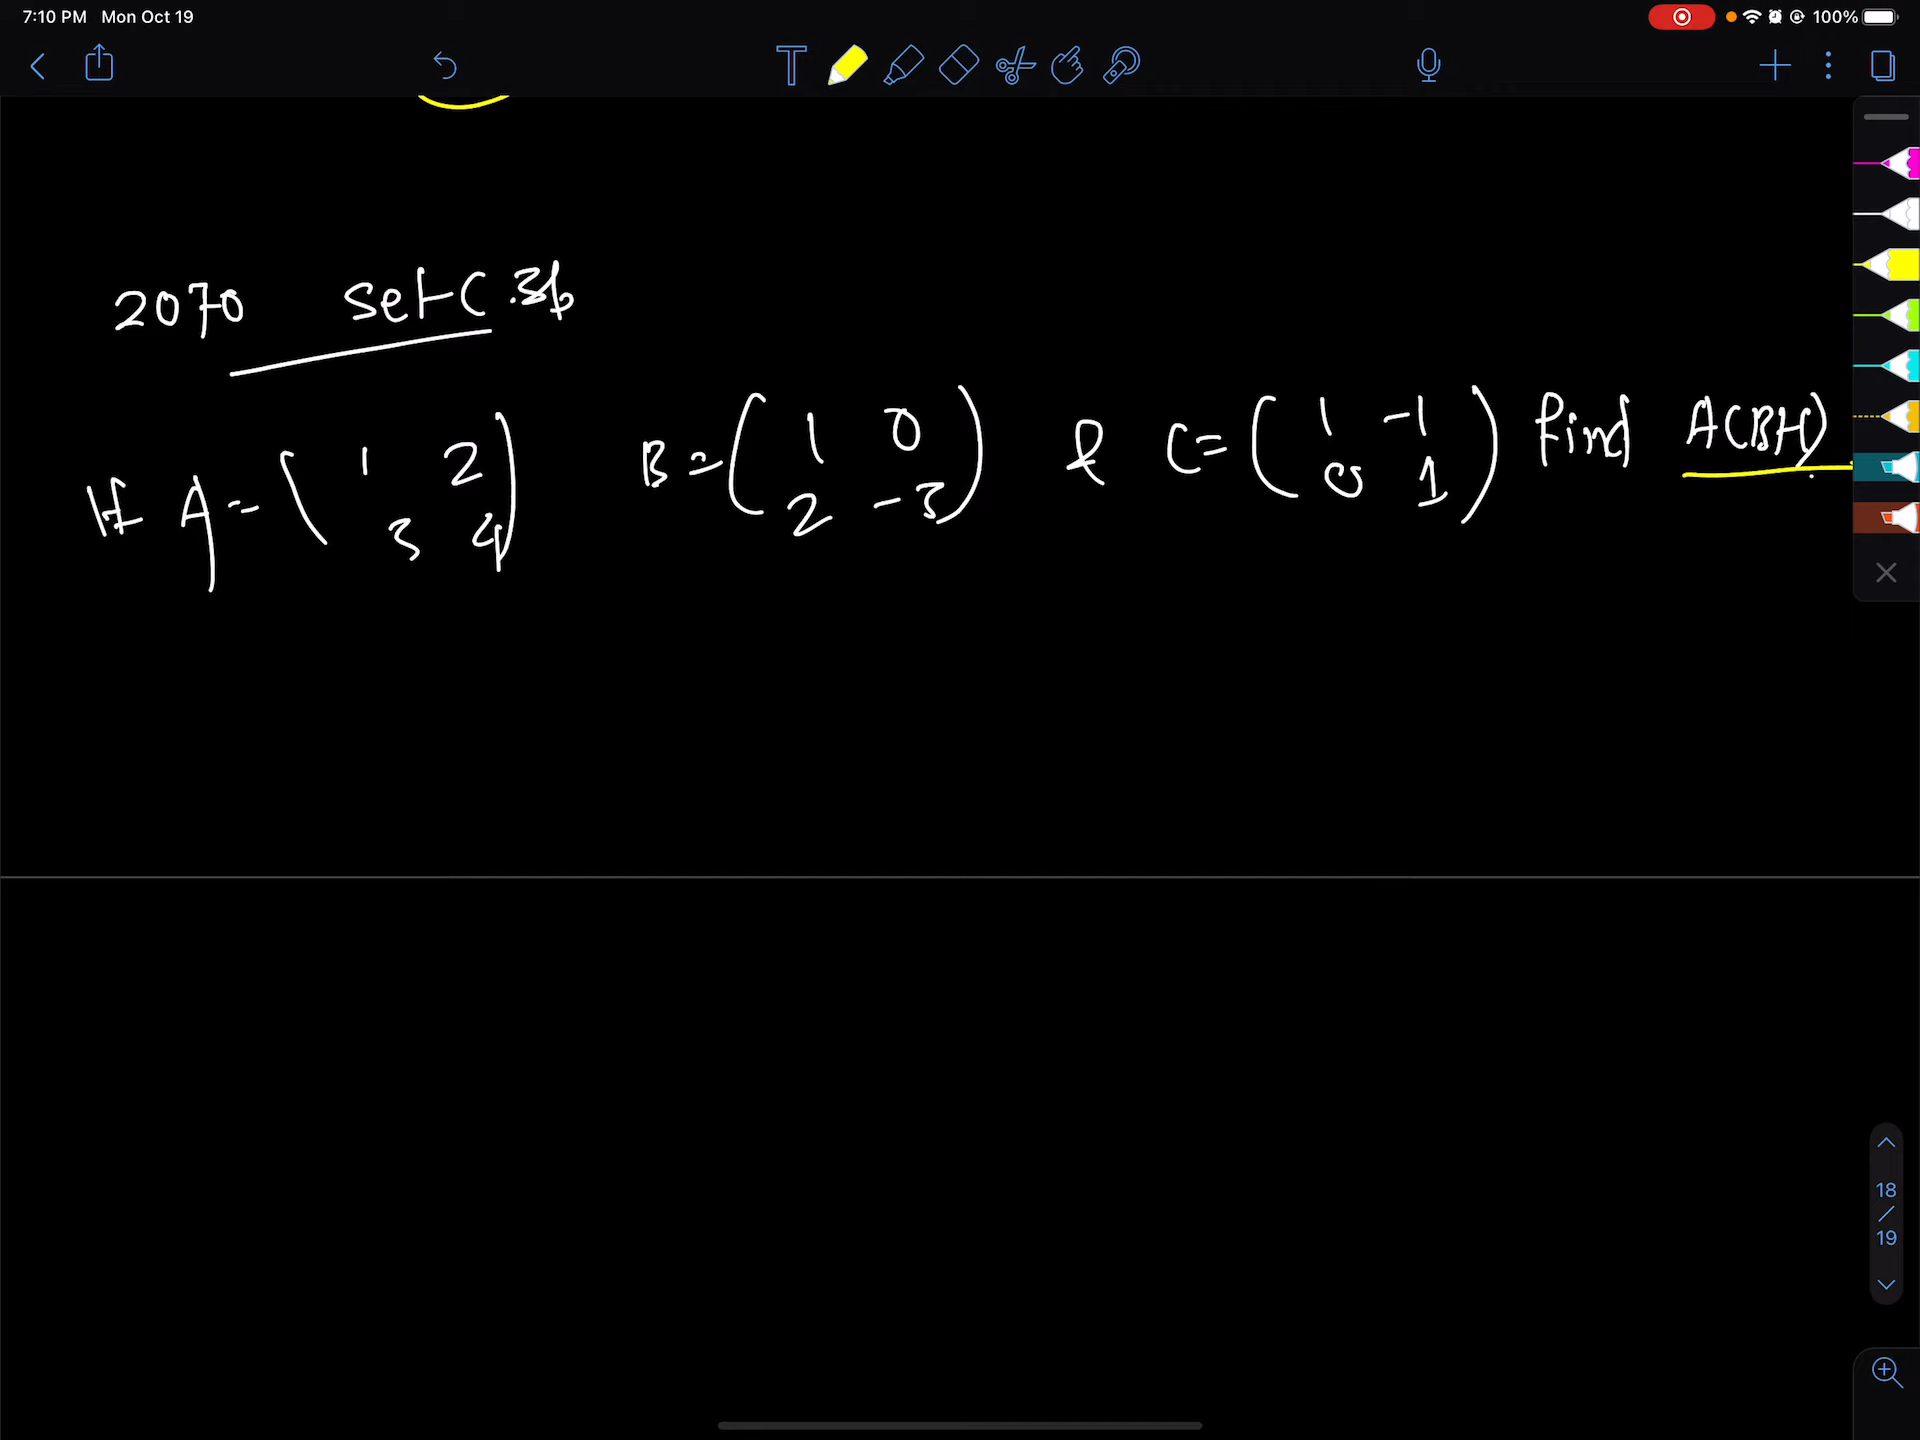 7:10 PM Mon Oct 19
100%
2070 set-C .3b
If A = ( 1 2 3 4 ) B = ( 1 0 2 -3 ) & C = ( 1 -1 0 1 ) find
18
/
19